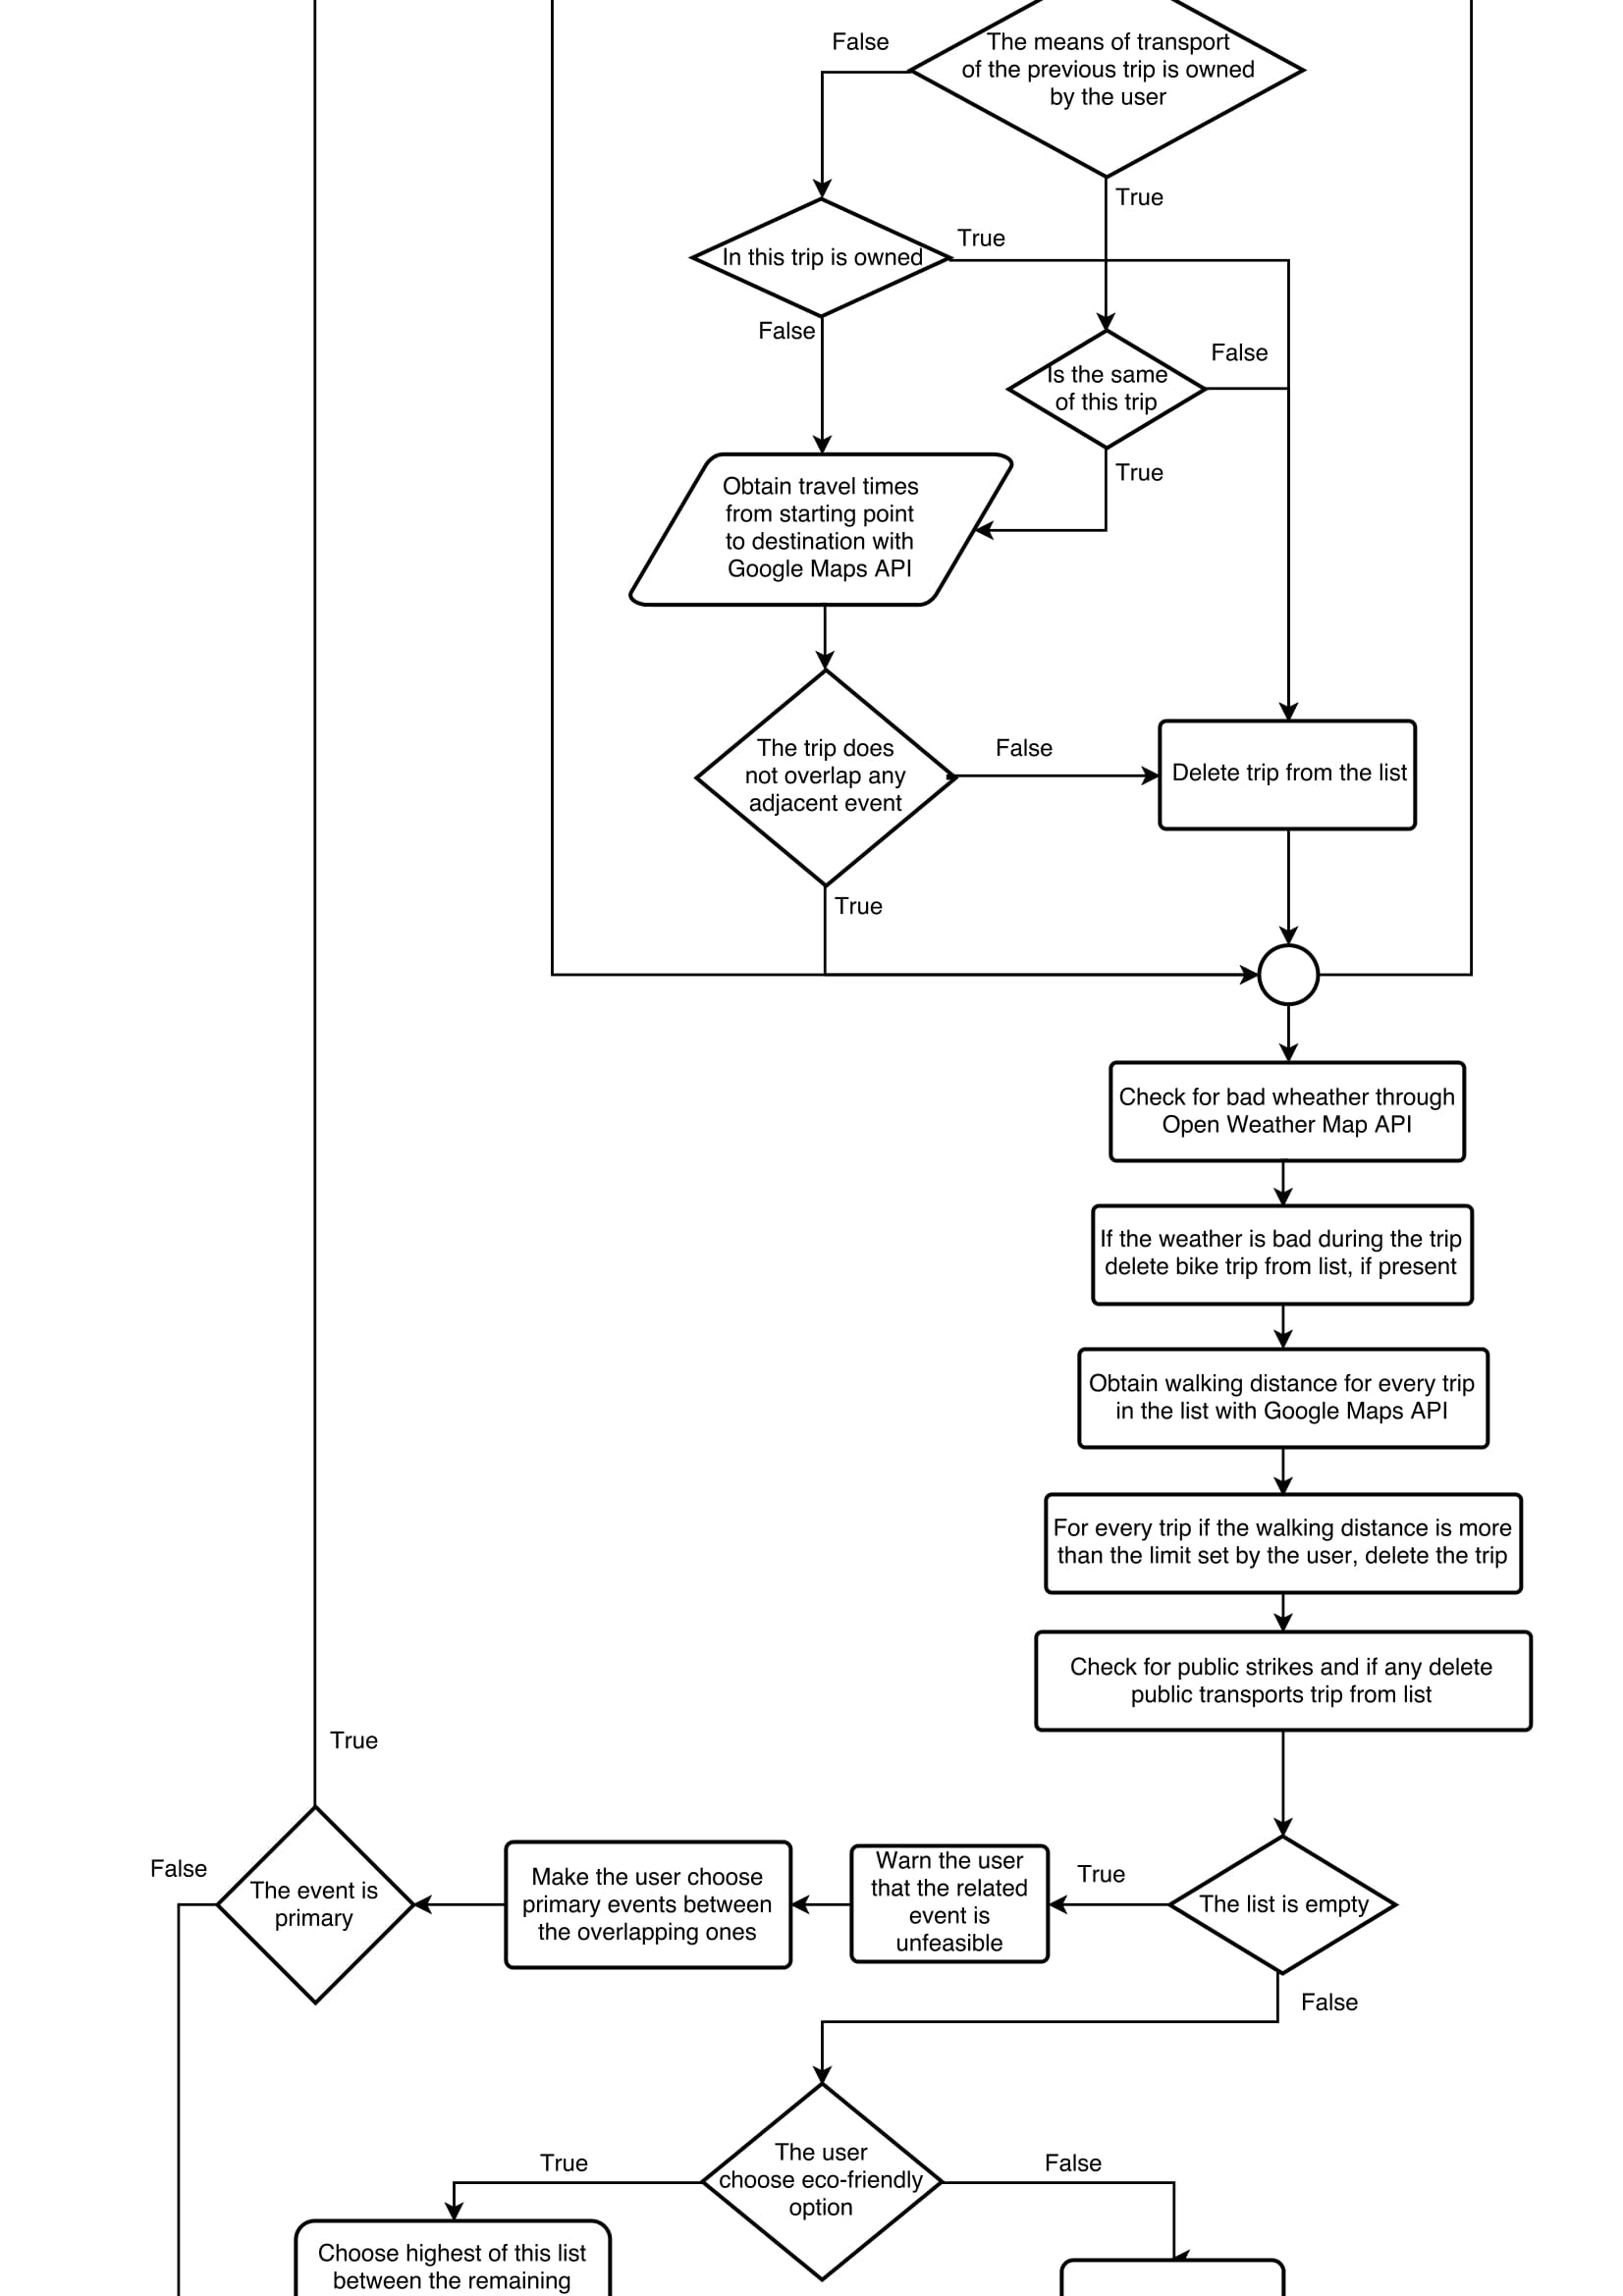 False
The means of transport
of the previous trip is owned
by the user
True
In this trip is owned
True
False
Is the same
of this trip
False
True
Obtain travel times
from starting point
to destination with
Google Maps API
The trip does
not overlap any
adjacent event
False
Delete trip from the list
True
Check for bad wheather through
Open Weather Map API
If the weather is bad during the trip
delete bike trip from list, if present
Obtain walking distance for every trip
in the list with Google Maps API
For every trip if the walking distance is more
than the limit set by the user, delete the trip
Check for public strikes and if any delete
public transports trip from list
True
False
The event is
primary
Make the user choose
primary events between
the overlapping ones
Warn the user
that the related
event is
unfeasible
True
The list is empty
False
The user
choose eco-friendly
option
True
False
Choose highest of this list
between the remaining